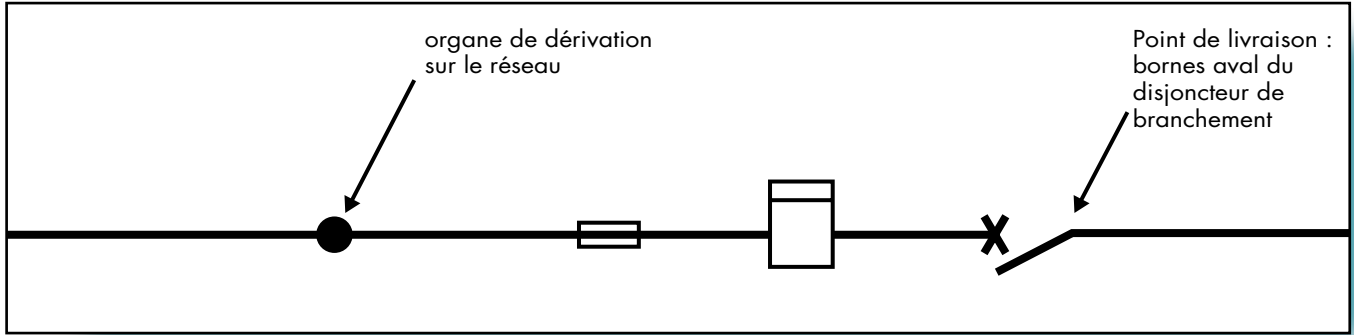 organe de dérivation
sur le réseau
Point de livraison :
bornes aval du
disjoncteur de
branchement